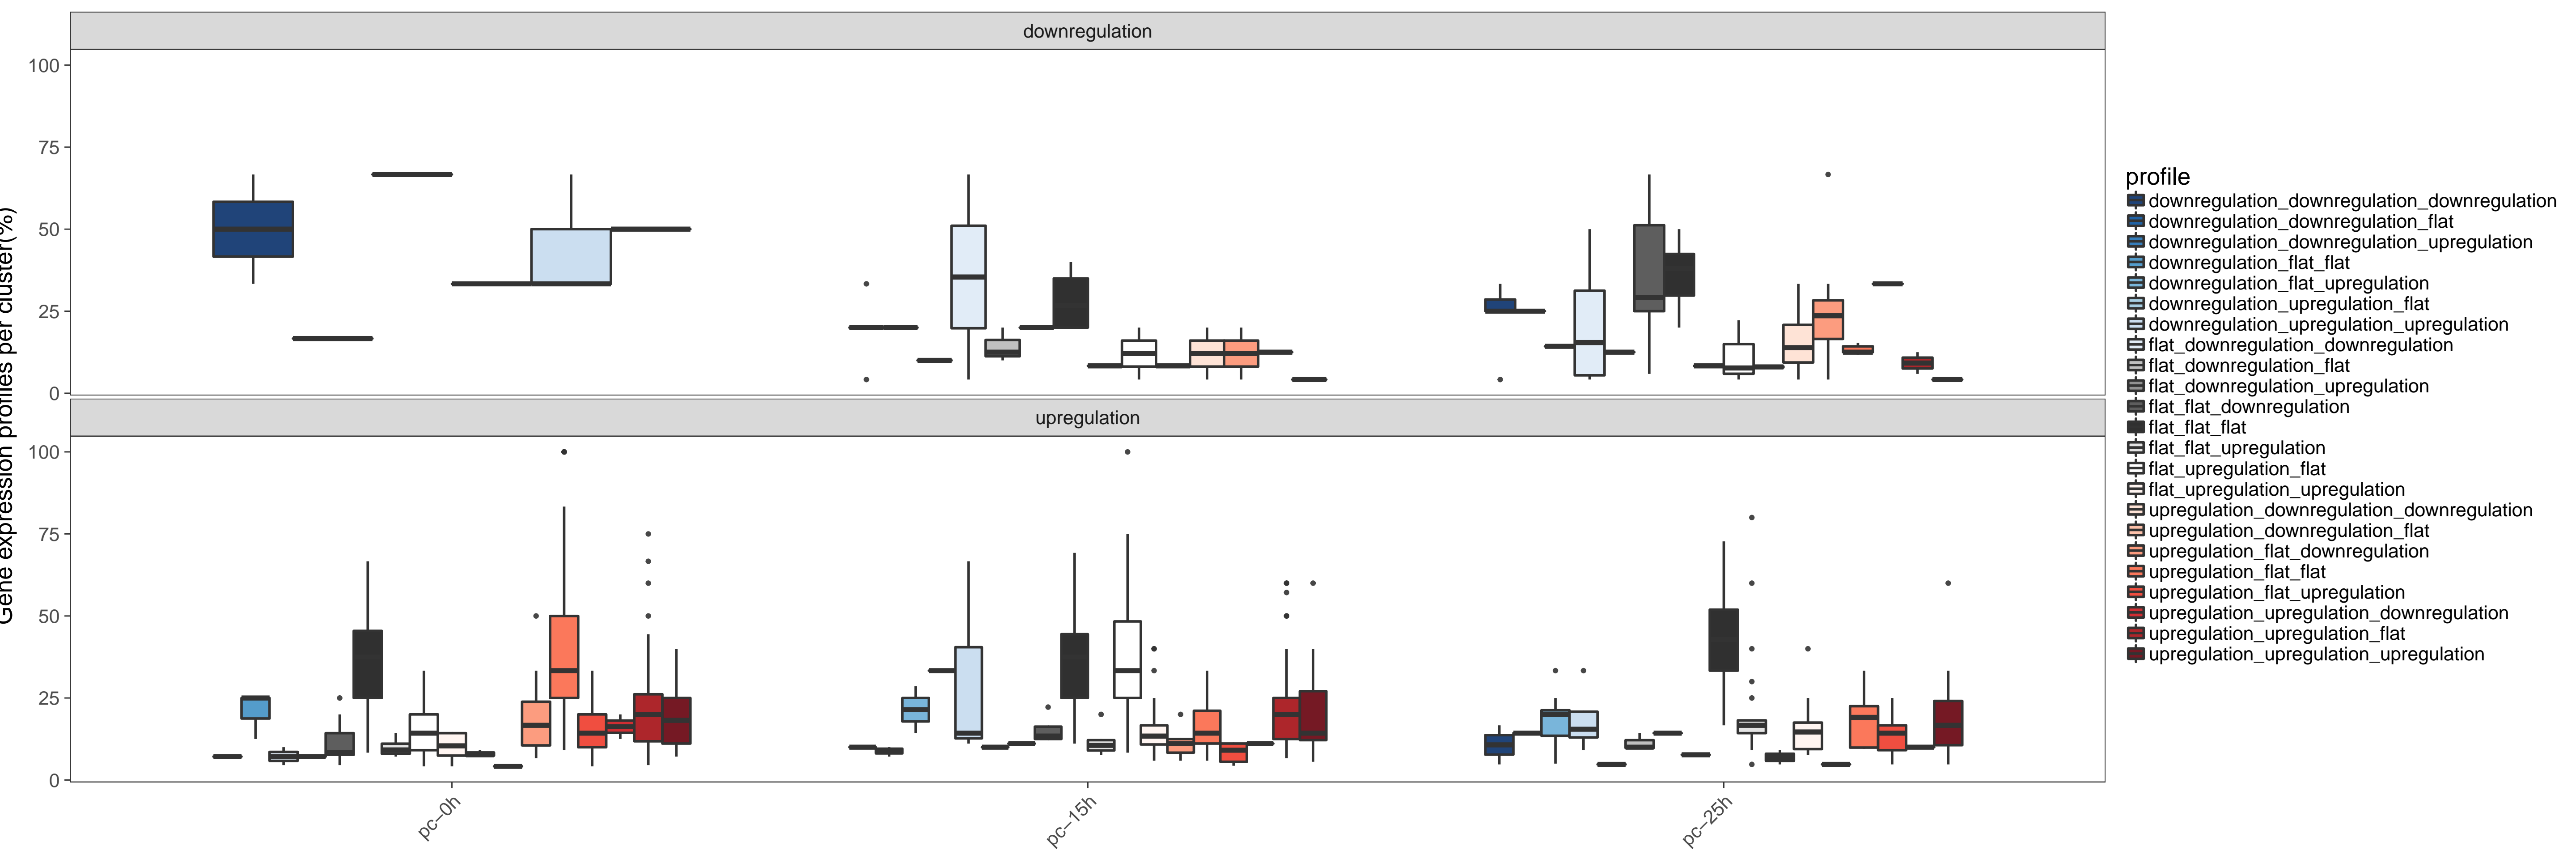 downregulation
100
75
50
25
0
upregulation
100
75
50
25
0
Gene expression profiles per cluster(%)
pc−0h
pc−15h
pc−25h
profile
downregulation_downregulation_downregulation
downregulation_downregulation_flat
downregulation_downregulation_upregulation
downregulation_flat_flat
downregulation_flat_upregulation
downregulation_upregulation_flat
downregulation_upregulation_upregulation
flat_downregulation_downregulation
flat_downregulation_flat
flat_downregulation_upregulation
flat_flat_downregulation
flat_flat_flat
flat_flat_upregulation
flat_upregulation_flat
flat_upregulation_upregulation
upregulation_downregulation_downregulation
upregulation_downregulation_flat
upregulation_flat_downregulation
upregulation_flat_flat
upregulation_flat_upregulation
upregulation_upregulation_downregulation
upregulation_upregulation_flat
upregulation_upregulation_upregulation